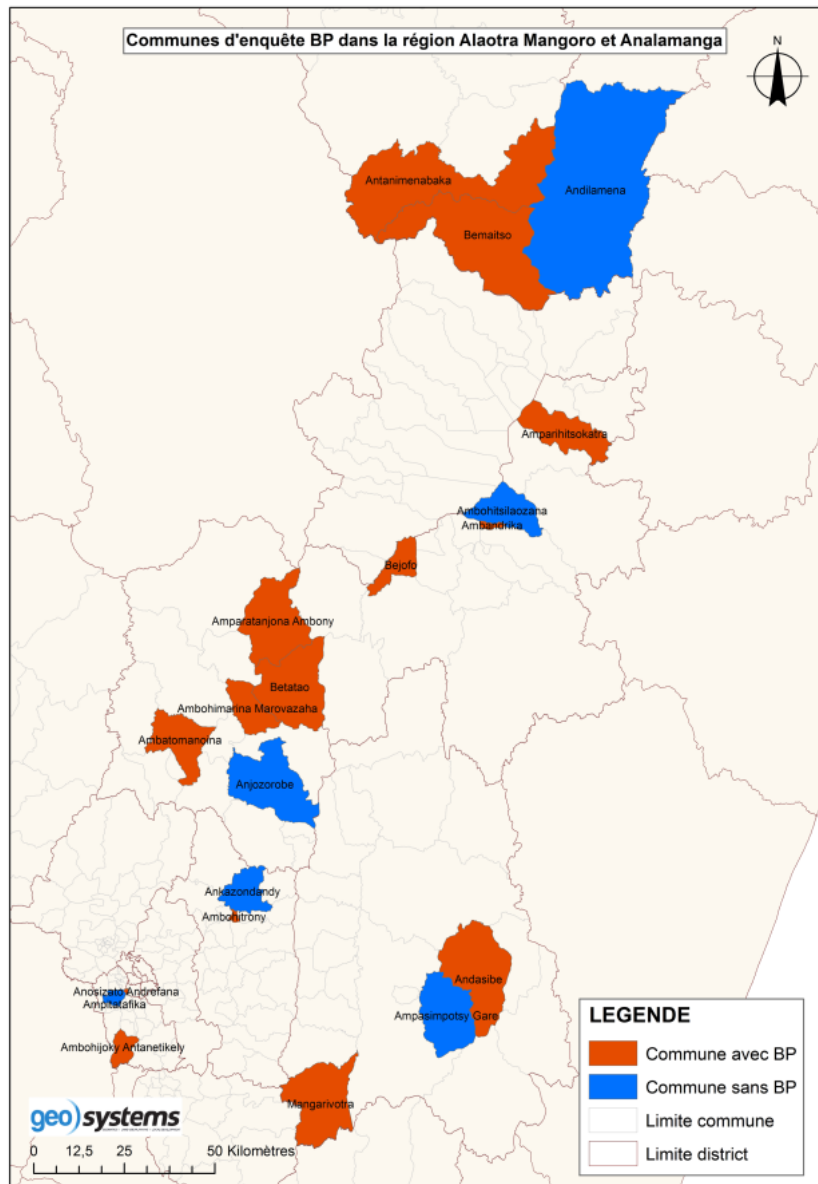 Communes d'enquête BP dans la région Alaotra Mangoro et Analamanga
N
Antanimenabaka
Andilamena
Bemaitso
Amparihitsokatra
Ambohitsilaozana
Ambandrika
Bejofo
Amparatanjona Ambony
Betatao
Ambohimarina Marovazaha
Ambatomanoina
Anjozorobe
Ankazondandy
Ambohitrony
Andasibe
Anosizato Andrefana
Ampitatafika
Ampasimpotsy Gare
Ambohijoky Antanetikely
Mangarivotra
LEGENDE
Commune avec BP
Commune sans BP
Limite commune
Limite district
geosystems
0 12,5 25 50 Kilomètres